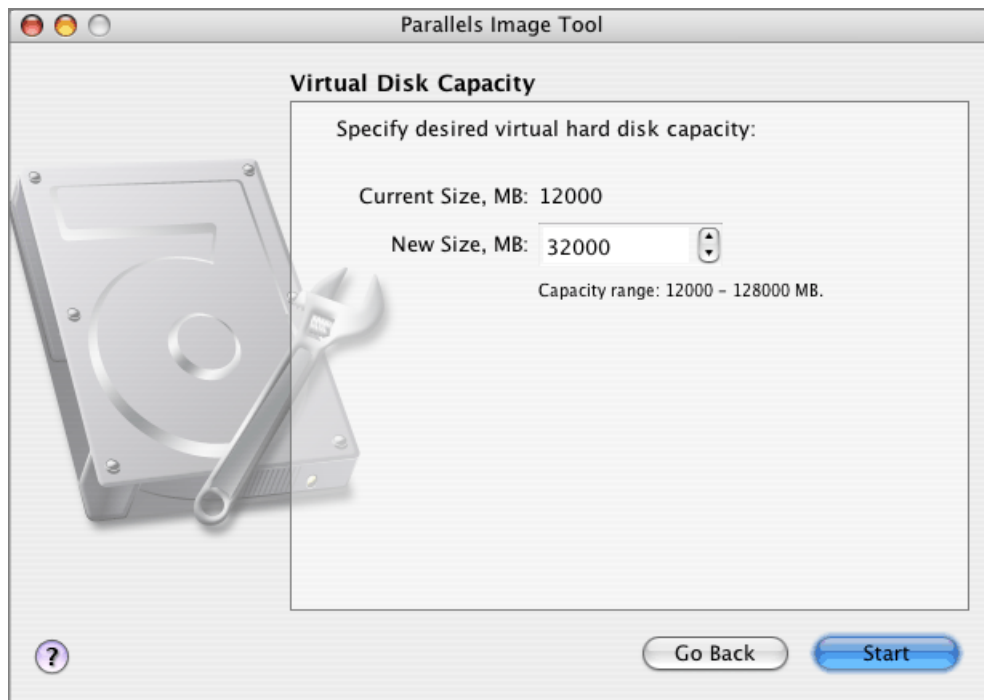 Parallels Image Tool
Virtual Disk Capacity
Specify desired virtual hard disk capacity:
Current Size, MB: 12000
New Size, MB: 32000
Capacity range: 12000 – 128000 MB.
?
Go Back
Start